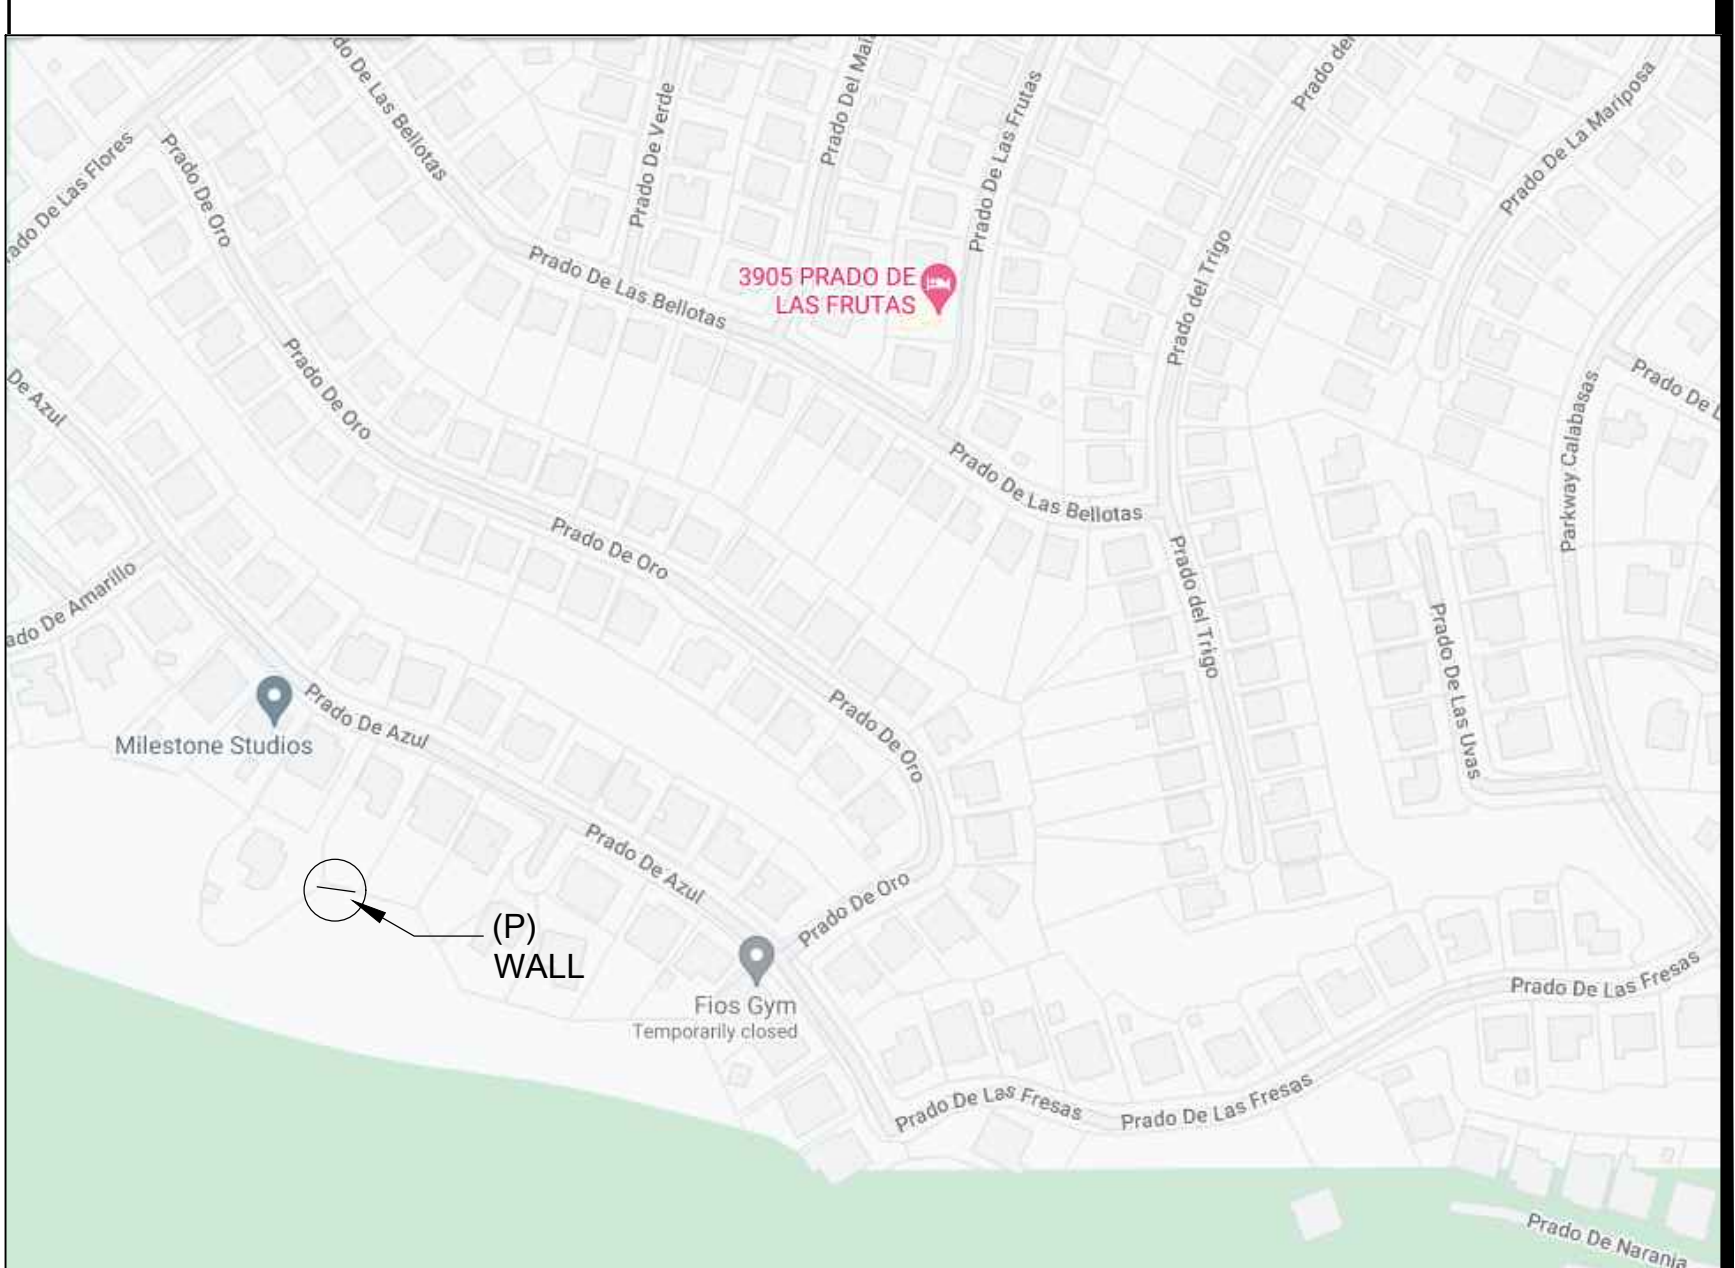 do De Las Bellotas
Prado De Verde
Prado Del Mai
Prado De Las Frutas
Prado del
Prado De La Mariposa
rado De Las Flores
Prado De Oro
Prado De Las Bellotas
3905 PRADO DE
LAS FRUTAS
Prado del Trigo
Prado De Oro
De Azul
Prado De L
Parkway Calabasas
Prado De Las Bellotas
Prado De Oro
ado De Amarillo
Prado del Trigo
Prado De Las Uvas
Prado De Azul
Milestone Studios
Prado De Oro
Prado De Azul
Prado De Oro
(P)
WALL
Fios Gym
Temporarily closed
Prado De Las Fresas
Prado De Las Fresas
Prado De Las Fresas
Prado De Narania